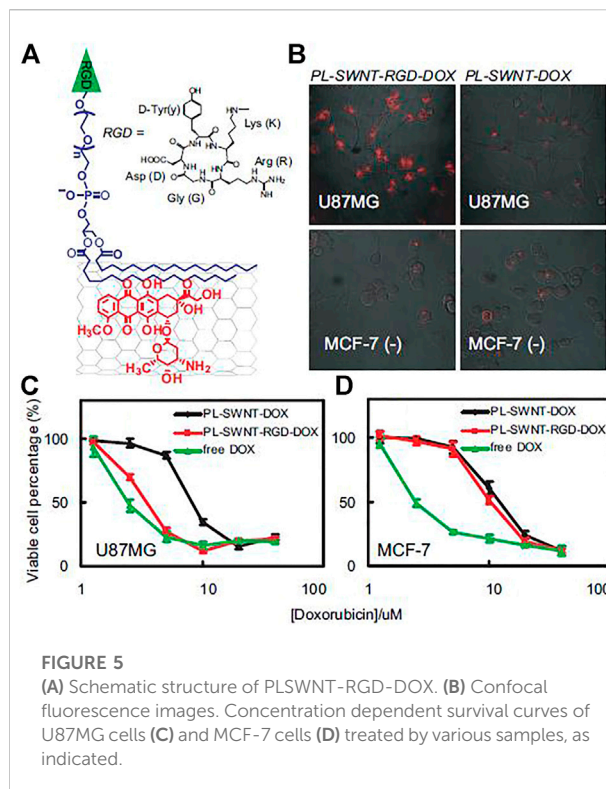 A
RGD
RGD =
OH
D-Tyr(y)
HN
Lys (K)
HOOC
Asp (D)
Gly (G)
Arg (R)
NH
NH2
O
P
O
OH
H3CO
OH
H3C
NH2
OH
B
PL-SWNT-RGD-DOX PL-SWNT-DOX
U87MG
U87MG
MCF-7 (-)
MCF-7 (-)
C
PL-SWNT-DOX
PL-SWNT-RGD-DOX
free DOX
Viable cell percentage (%)
100
50
0
U87MG
1
10
100
D
PL-SWNT-DOX
PL-SWNT-RGD-DOX
free DOX
100
50
0
MCF-7
1
10
100
[Doxorubicin]/uM
FIGURE 5
(A) Schematic structure of PLSWNT-RGD-DOX. (B) Confocal
fluorescence images. Concentration dependent survival curves of
U87MG cells (C) and MCF-7 cells (D) treated by various samples, as
indicated.